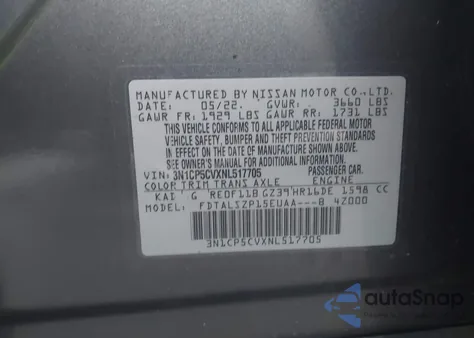 MANUFACTURED BY NISSAN MOTOR CO., LTD.
DATE: 05/22. GVWR: 3660 LBS
GAWR FR: 1929 LBS GAWR RR: 1731 LBS
THIS VEHICLE CONFORMS TO ALL APPLICABLE FEDERAL MOTOR
VEHICLE SAFETY, BUMPER AND THEFT PREVENTION STANDARDS
IN EFFECT ON THE DATE OF MANUFACTURE SHOWN ABOVE.
SEE OWNER'S MANUAL FOR ADDITIONAL INFORMATION.
VIN: 3N1CP5CVXNL517705 PASSENGER CAR.
COLOR TRIM TRANS AXLE ENGINE
KAD G RE0F11B GZ39 HR16DE 1598 CC
MODEL: FDTALSZP15EUAA---B 4Z000
3N1CP5CVXNL517705
autoSnap